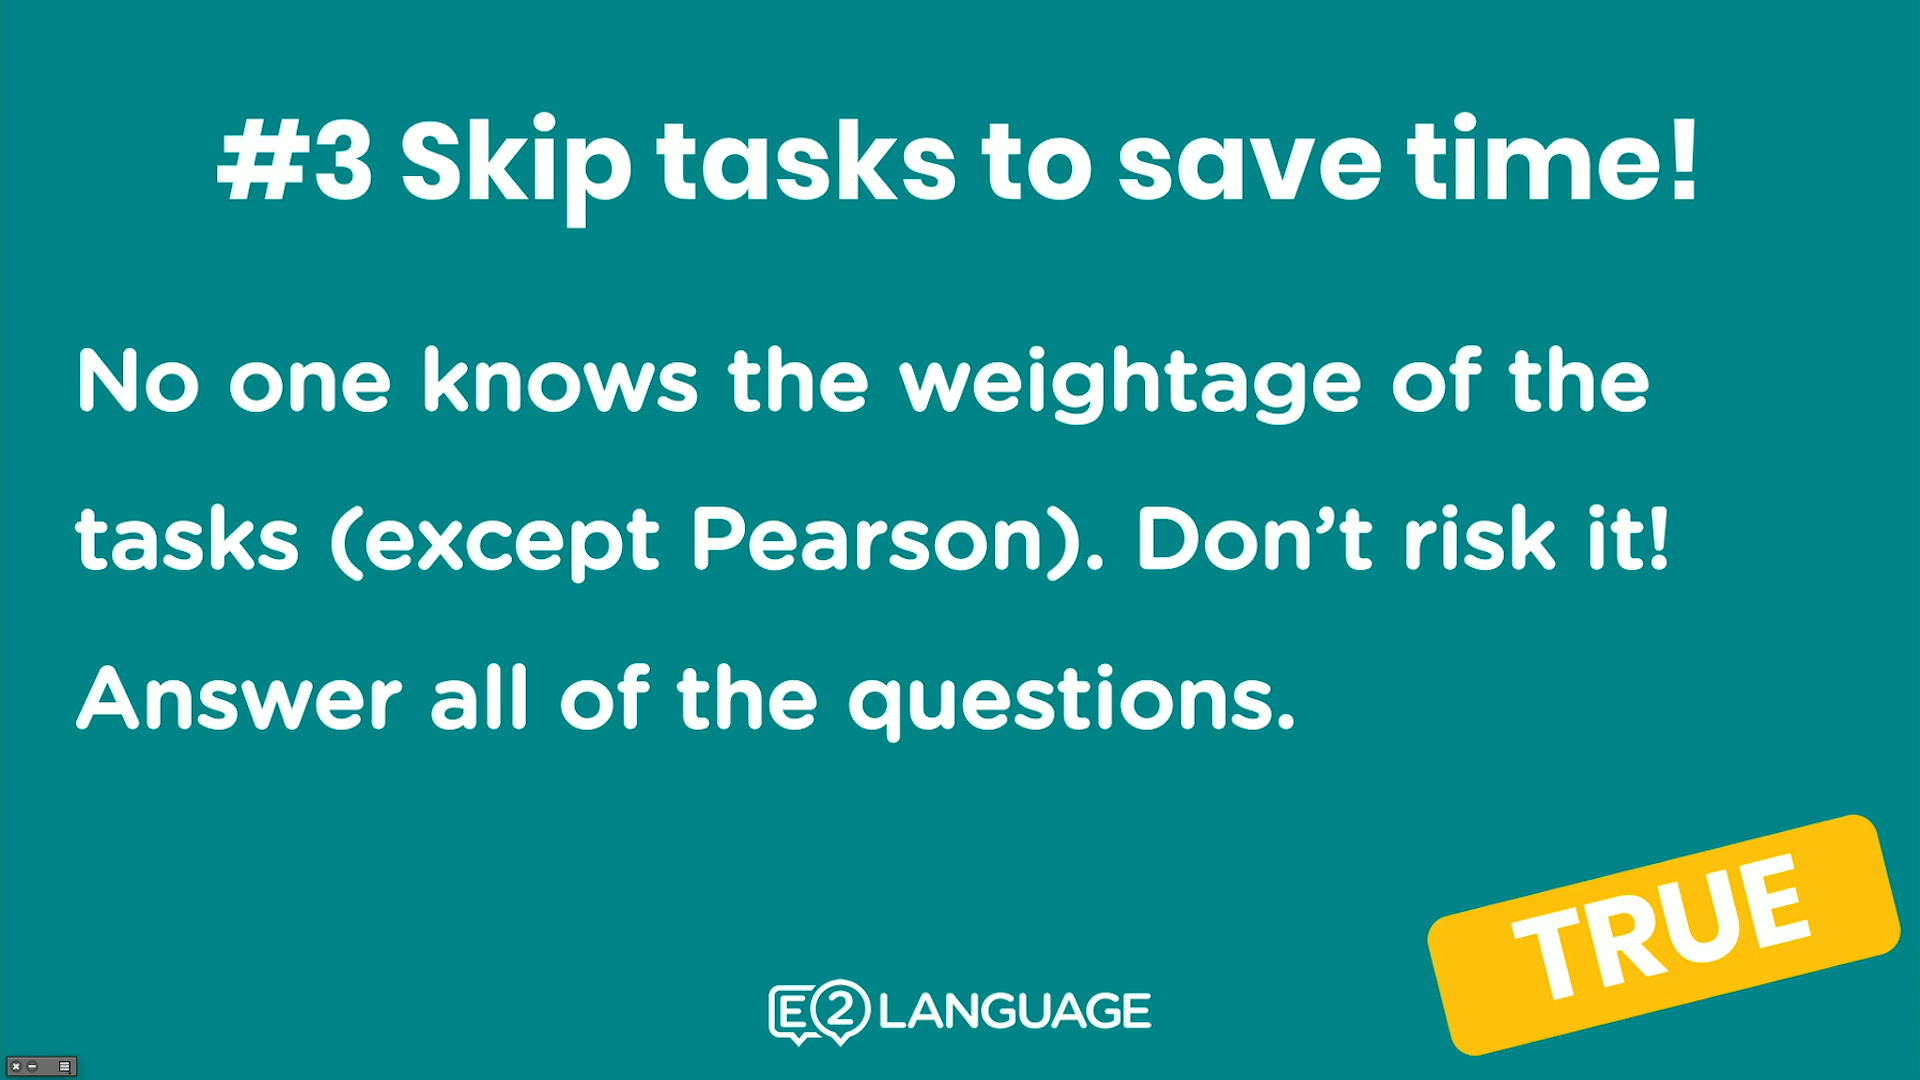 #3 Skip tasks to save time!
No one knows the weightage of the
tasks (except Pearson). Don’t risk it!
Answer all of the questions.
TRUE
E2 LANGUAGE